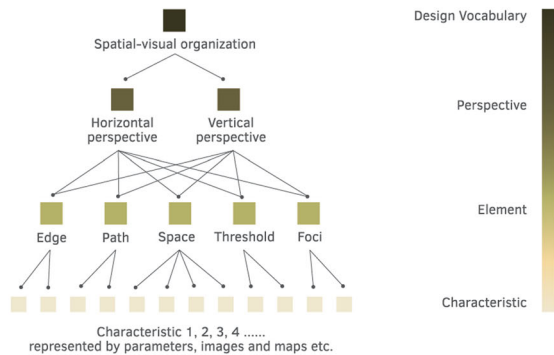 Design Vocabulary
Spatial-visual organization
Perspective
Horizontal
perspective
Vertical
perspective
Element
Edge
Path
Space
Threshold
Foci
Characteristic
Characteristic 1, 2, 3, 4 ......
represented by parameters, images and maps etc.